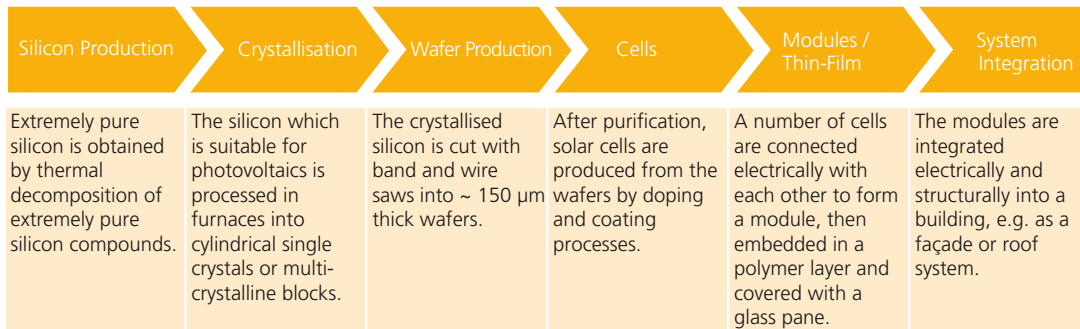 Silicon Production
Crystallisation
Wafer Production
Cells
Modules /
Thin-Film
System
Integration
Extremely pure
silicon is obtained
by thermal
decomposition of
extremely pure
silicon compounds.
The silicon which
is suitable for
photovoltaics is
processed in
furnaces into
cylindrical single
crystals or multi-
crystalline blocks.
The crystallised
silicon is cut with
band and wire
saws into ~ 150 µm
thick wafers.
After purification,
solar cells are
produced from the
wafers by doping
and coating
processes.
A number of cells
are connected
electrically with
each other to form
a module, then
embedded in a
polymer layer and
covered with a
glass pane.
The modules are
integrated
electrically and
structurally into a
building, e.g. as a
façade or roof
system.